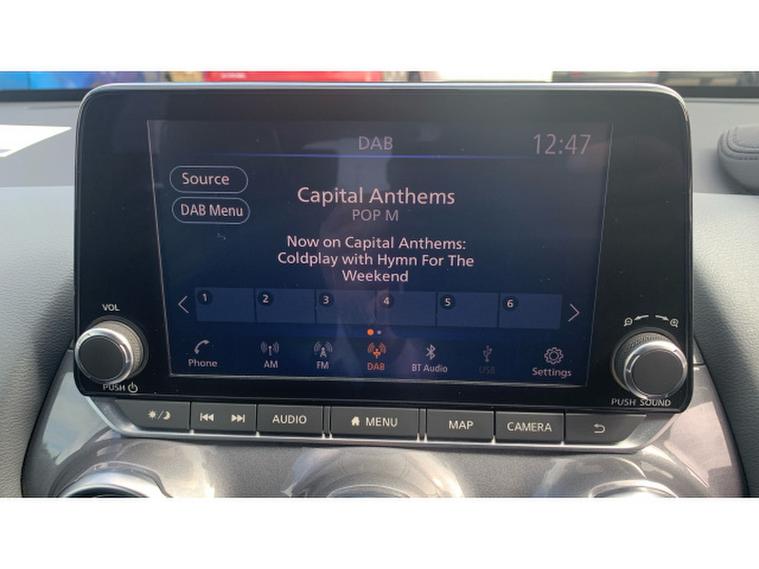 DAB
12:47
Source
DAB Menu
Capital Anthems
POP M
Now on Capital Anthems:
Coldplay with Hymn For The
Weekend
1 2 3 4 5 6
Phone AM FM DAB BT Audio USB Settings
VOL
PUSH
PUSH SOUND
AUDIO MENU MAP CAMERA